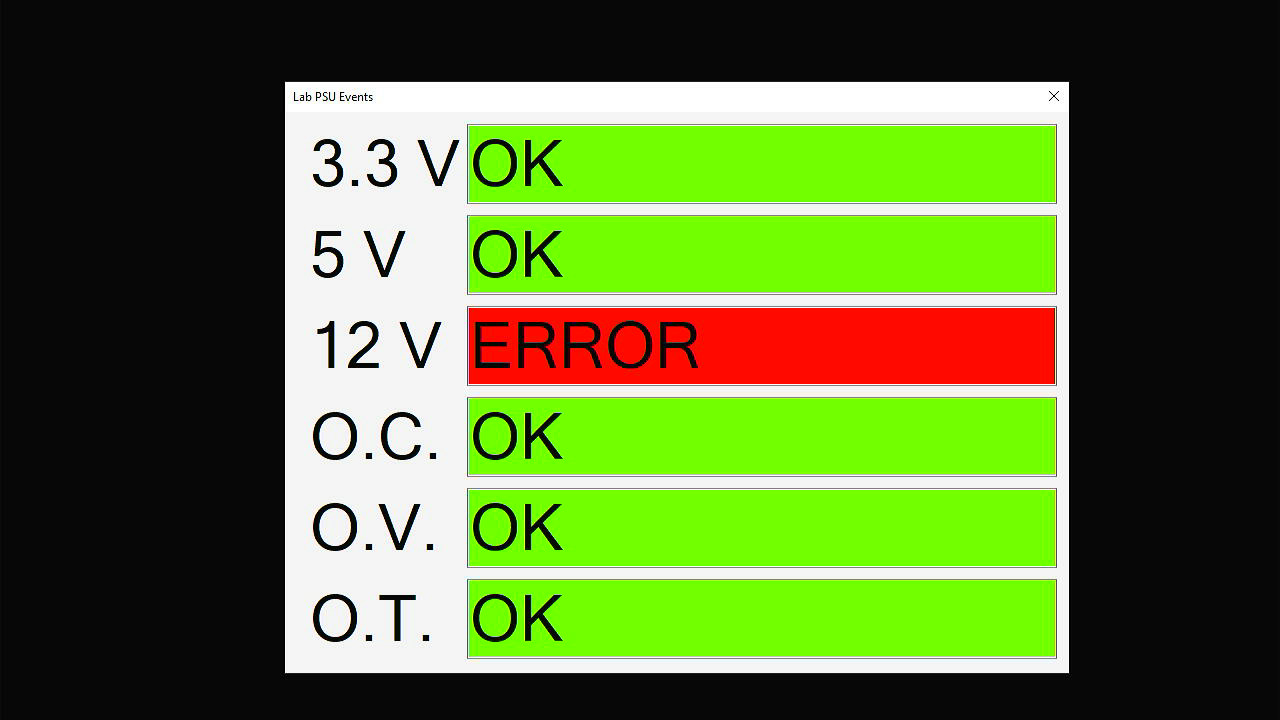 Lab PSU Events
3.3 V OK
5 V OK
12 V ERROR
O.C. OK
O.V. OK
O.T. OK